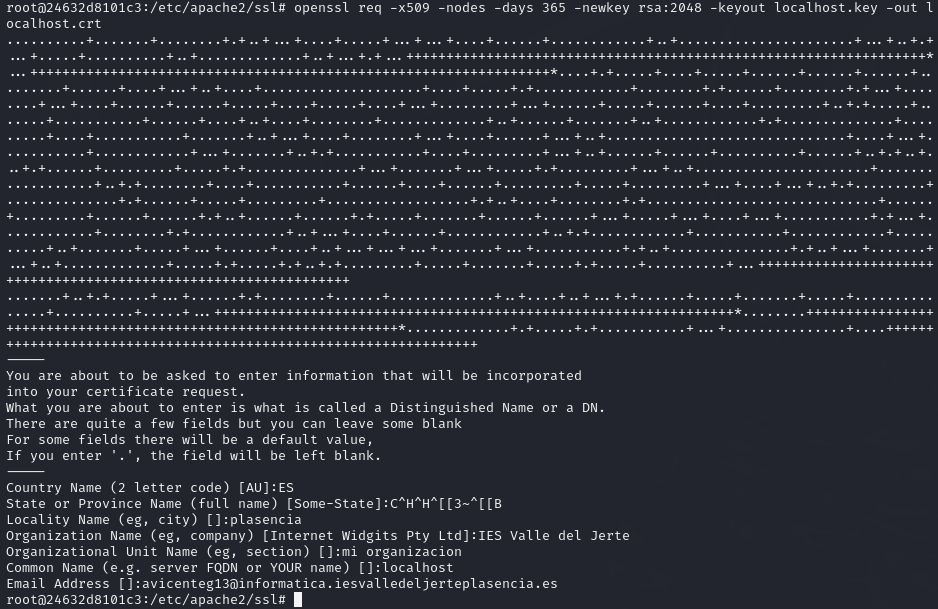 root@24632d8101c3:/etc/apache2/ssl# openssl req -x509 -nodes -days 365 -newkey rsa:2048 -keyout localhost.key -out l
ocalhost.crt
-----
You are about to be asked to enter information that will be incorporated
into your certificate request.
What you are about to enter is what is called a Distinguished Name or a DN.
There are quite a few fields but you can leave some blank
For some fields there will be a default value,
If you enter '.', the field will be left blank.
-----
Country Name (2 letter code) [AU]:ES
State or Province Name (full name) [Some-State]:C^H^H^[[3~^[[B
Locality Name (eg, city) []:plasencia
Organization Name (eg, company) [Internet Widgits Pty Ltd]:IES Valle del Jerte
Organizational Unit Name (eg, section) []:mi organizacion
Common Name (e.g. server FQDN or YOUR name) []:localhost
Email Address []:avicenteg13@informatica.iesvalledeljerteplasencia.es
root@24632d8101c3:/etc/apache2/ssl#